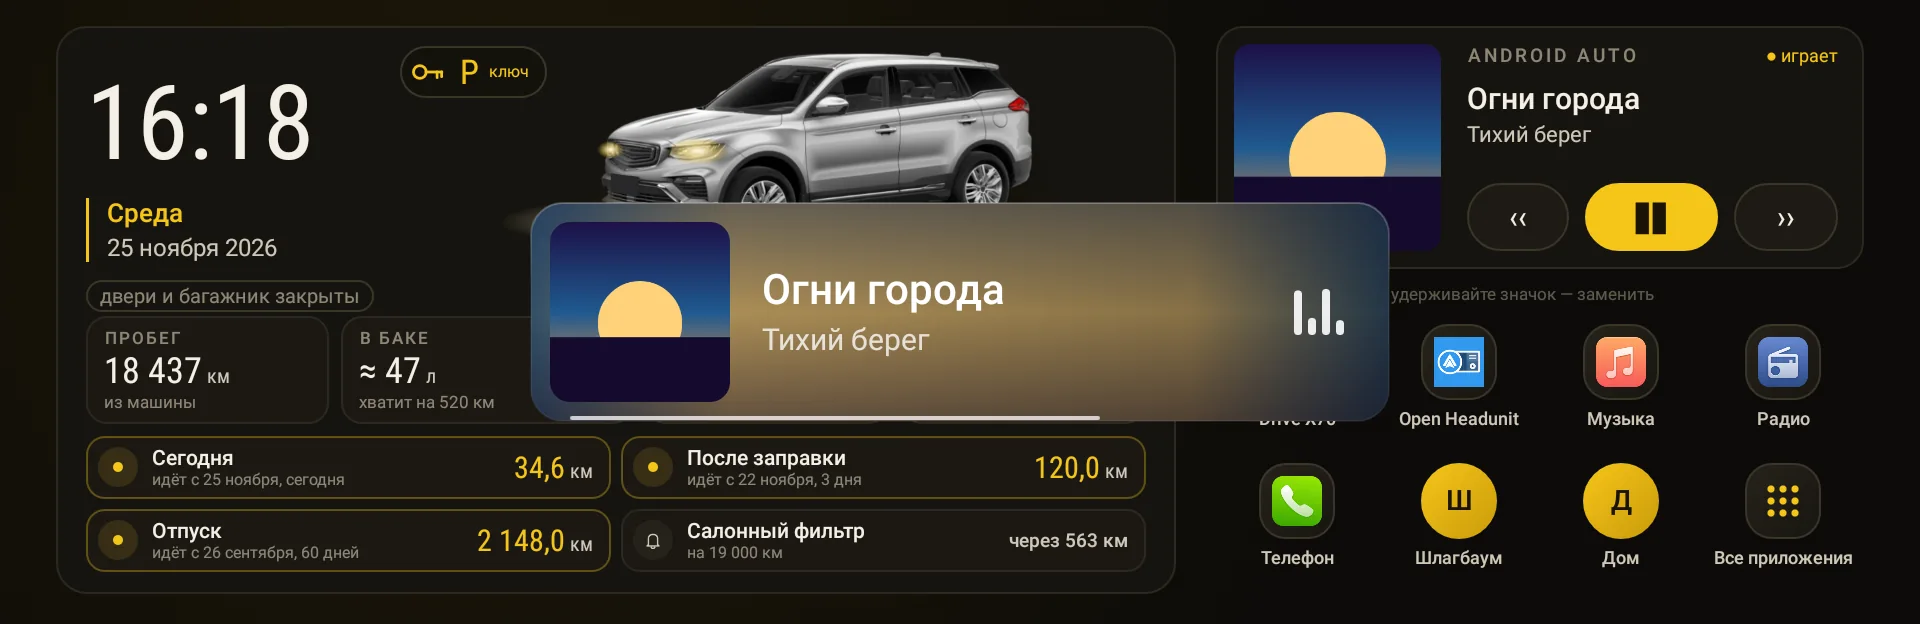 16:18
P ключ
Среда
25 ноября 2026
двери и багажник закрыты
ПРОБЕГ
18 437 км
из машины
В БАКЕ
≈ 47 л
хватит на 520 км
Огни города
Тихий берег
Сегодня
идёт с 25 ноября, сегодня
34,6 км
После заправки
идёт с 22 ноября, 3 дня
120,0 км
Отпуск
идёт с 26 сентября, 60 дней
2 148,0 км
Салонный фильтр
на 19 000 км
через 563 км
ANDROID AUTO
играет
Огни города
Тихий берег
удерживайте значок — заменить
Open Headunit
Музыка
Радио
Телефон
Ш
Шлагбаум
Д
Дом
Все приложения